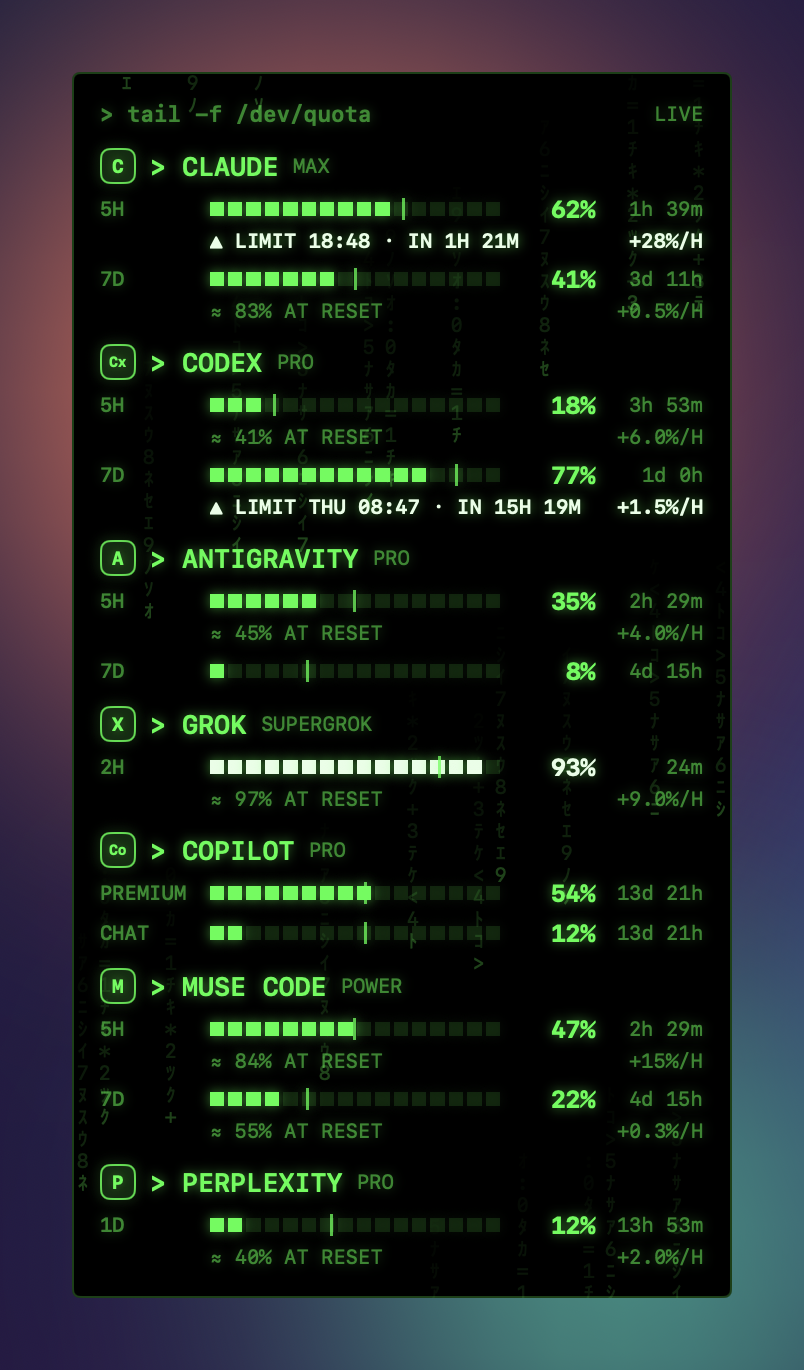 > tail -f /dev/quota LIVE
C > CLAUDE MAX
5H 62% 1h 39m
▲ LIMIT 18:48 · IN 1H 21M +28%/H
7D 41% 3d 11h
≈ 83% AT RESET +0.5%/H
Cx > CODEX PRO
5H 18% 3h 53m
≈ 41% AT RESET +6.0%/H
7D 77% 1d 0h
▲ LIMIT THU 08:47 · IN 15H 19M +1.5%/H
A > ANTIGRAVITY PRO
5H 35% 2h 29m
≈ 45% AT RESET +4.0%/H
7D 8% 4d 15h
X > GROK SUPERGROK
2H 93% 24m
≈ 97% AT RESET +9.0%/H
Co > COPILOT PRO
PREMIUM 54% 13d 21h
CHAT 12% 13d 21h
M > MUSE CODE POWER
5H 47% 2h 29m
≈ 84% AT RESET +15%/H
7D 22% 4d 15h
≈ 55% AT RESET +0.3%/H
P > PERPLEXITY PRO
1D 12% 13h 53m
≈ 40% AT RESET +2.0%/H